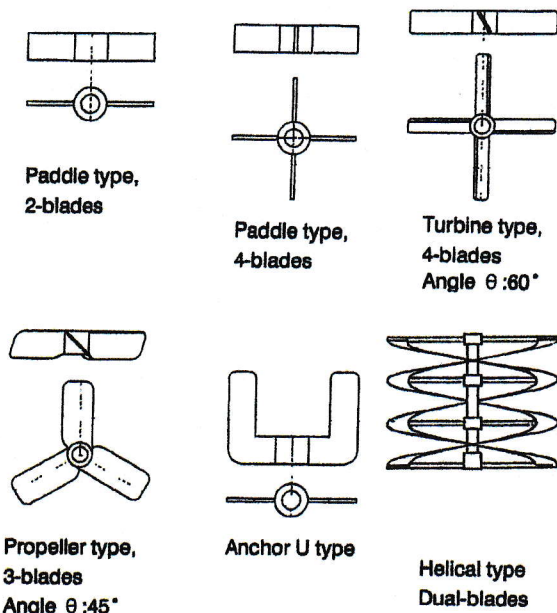 Paddle type,
2-blades
Paddle type,
4-blades
Turbine type,
4-blades
Angle θ :60°
Propeller type,
3-blades
Angle θ :45°
Anchor U type
Helical type
Dual-blades